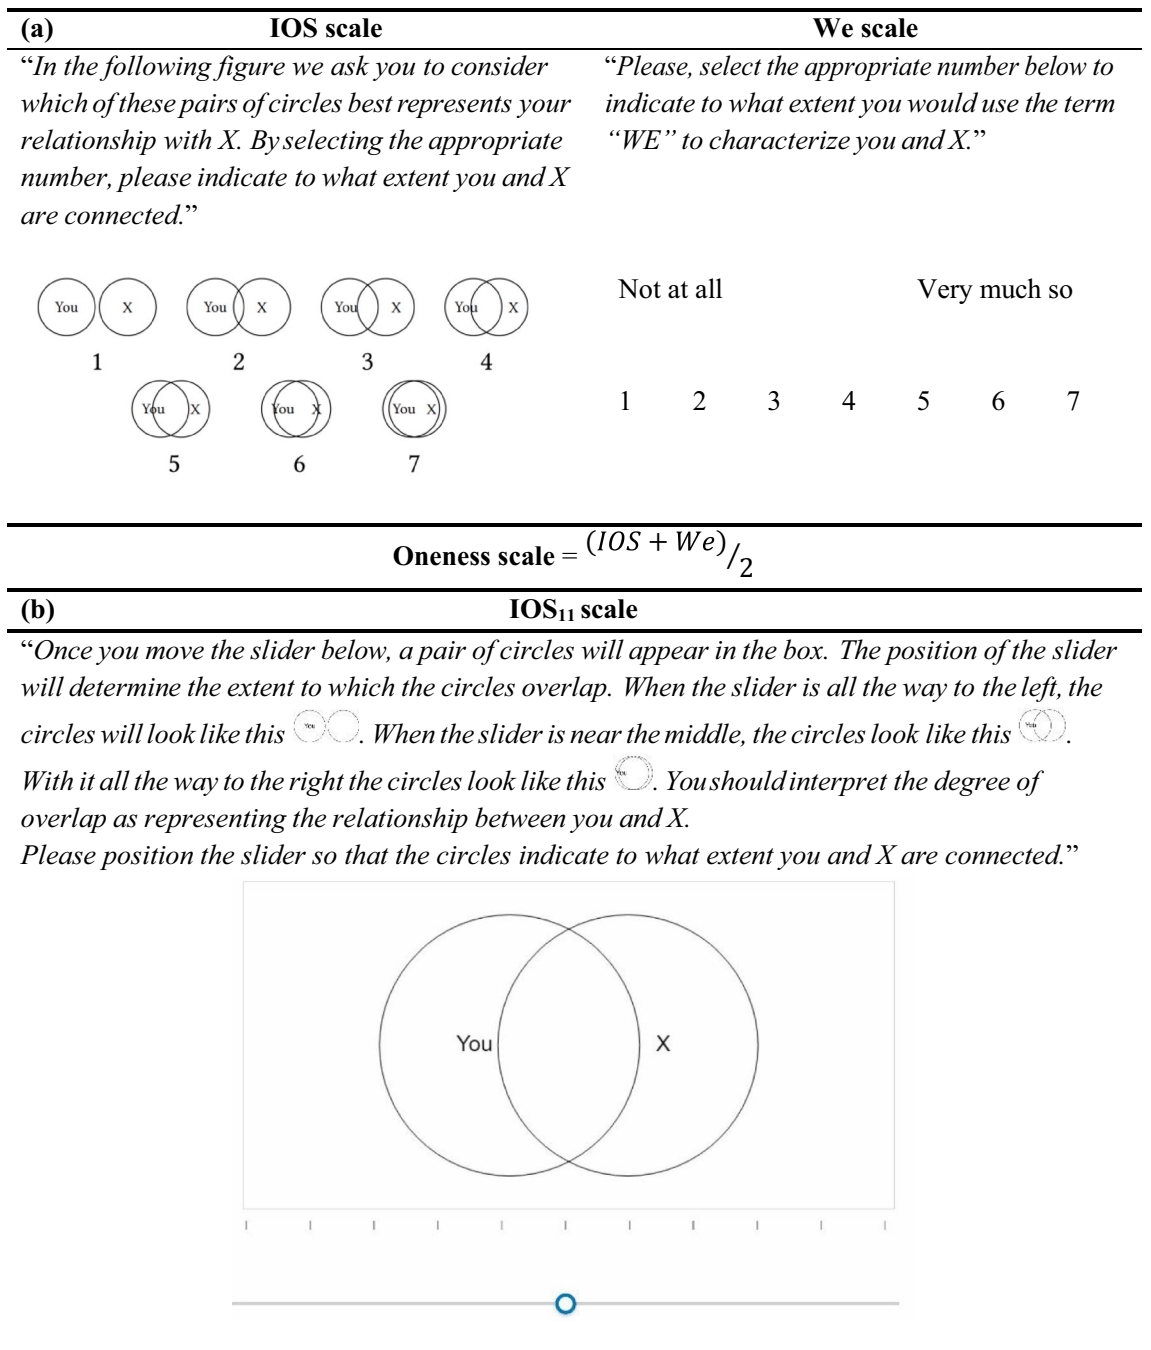 (a) IOS scale We scale
“In the following figure we ask you to consider
which of these pairs of circles best represents your
relationship with X. By selecting the appropriate
number, please indicate to what extent you and X
are connected.”
“Please, select the appropriate number below to
indicate to what extent you would use the term
“WE” to characterize you and X.”
You X You X You X You X
1 2 3 4
You X You X You X
5 6 7
Not at all Very much so
1 2 3 4 5 6 7
Oneness scale = (IOS + We)/2
(b) IOS11 scale
“Once you move the slider below, a pair of circles will appear in the box. The position of the slider
will determine the extent to which the circles overlap. When the slider is all the way to the left, the
circles will look like this You . When the slider is near the middle, the circles look like this You .
With it all the way to the right the circles look like this You . You should interpret the degree of
overlap as representing the relationship between you and X.
Please position the slider so that the circles indicate to what extent you and X are connected.”
You X